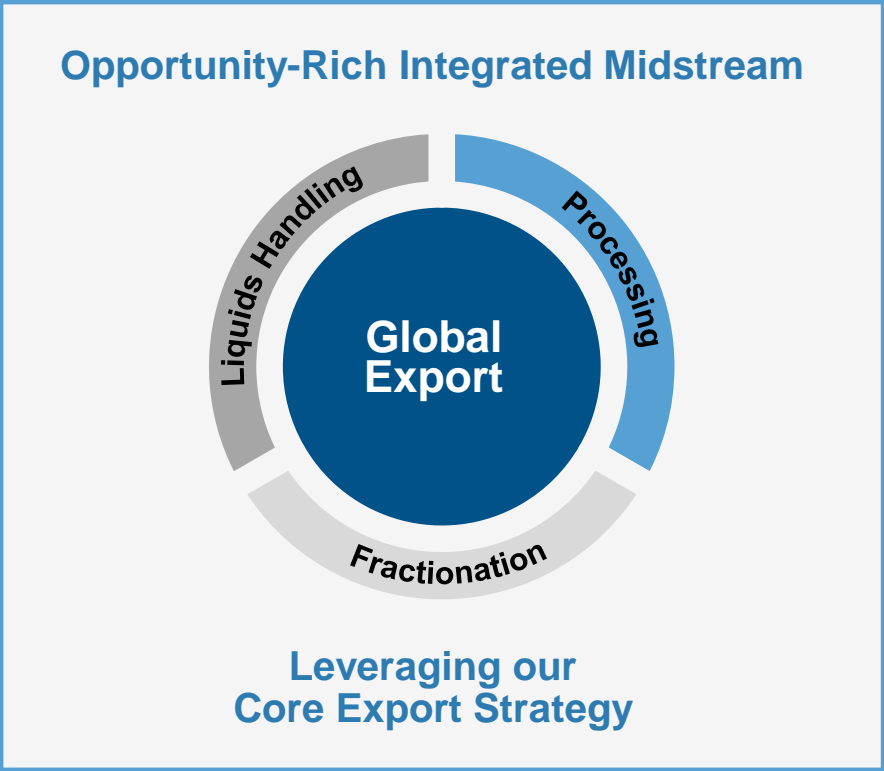 Opportunity-Rich Integrated Midstream
Liquids Handling
Processing
Global
Export
Fractionation
Leveraging our
Core Export Strategy